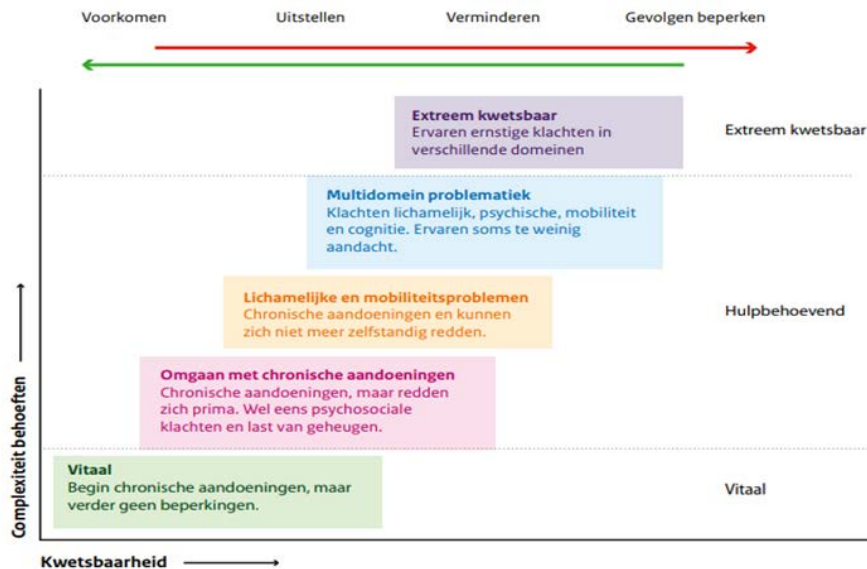 Voorkomen Uitstellen Verminderen Gevolgen beperken
Extreem kwetsbaar
Ervaren ernstige klachten in
verschillende domeinen
Extreem kwetsbaar
Multidomein problematiek
Klachten lichamelijk, psychische, mobiliteit
en cognitie. Ervaren soms te weinig
aandacht.
Lichamelijke en mobiliteitsproblemen
Chronische aandoeningen en kunnen
zich niet meer zelfstandig redden.
Hulpbehoevend
Omgaan met chronische aandoeningen
Chronische aandoeningen, maar redden
zich prima. Wel eens psychosociale
klachten en last van geheugen.
Vitaal
Begin chronische aandoeningen, maar
verder geen beperkingen.
Vitaal
Complexiteit behoeften
Kwetsbaarheid